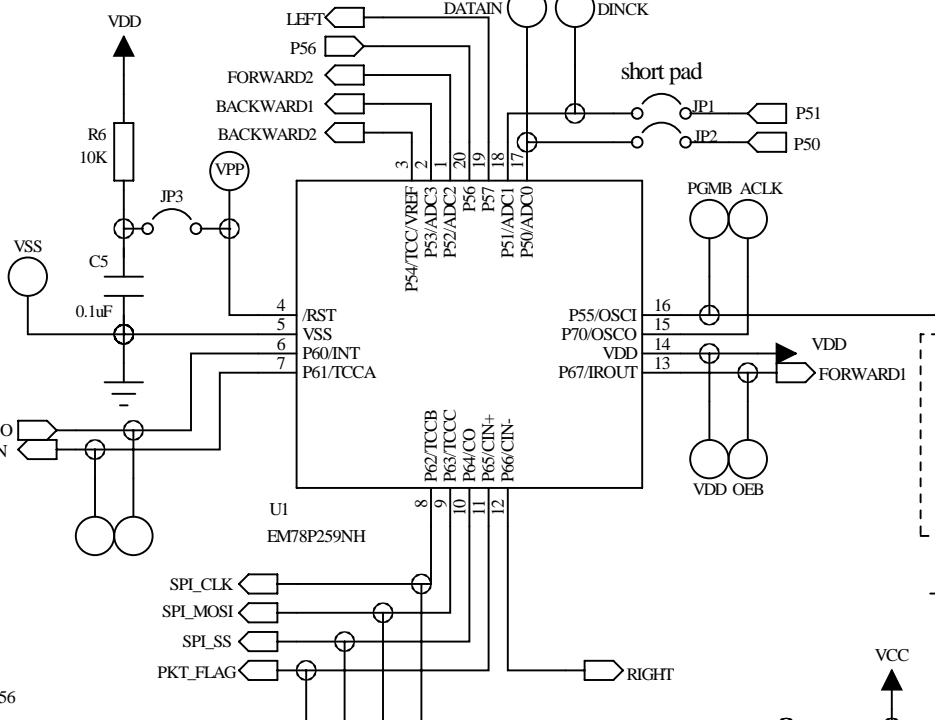 DATAIN
DINCK
LEFT
VDD
P56
short pad
FORWARD2
BACKWARD1
JP1
P51
BACKWARD2
JP2
P50
R6
10K
3
2
1
20
19
18
17
VPP
P54/TCC/VREF
P53/ADC3
P52/ADC2
P56
P57
P51/ADC1
P50/ADC0
PGMB
ACLK
JP3
VSS
C5
0.1uF
4
/RST
P55/OSCI
16
5
VSS
P70/OSCO
15
6
P60/INT
VDD
14
VDD
7
P61/TCCA
P67/IROUT
13
FORWARD1
O
N
P62/TCCB
P63/TCCC
P64/CO
P65/CIN+
P66/CIN-
VDD
OEB
8
9
10
11
12
U1
EM78P259NH
SPI_CLK
SPI_MOSI
SPI_SS
PKT_FLAG
RIGHT
VCC
56